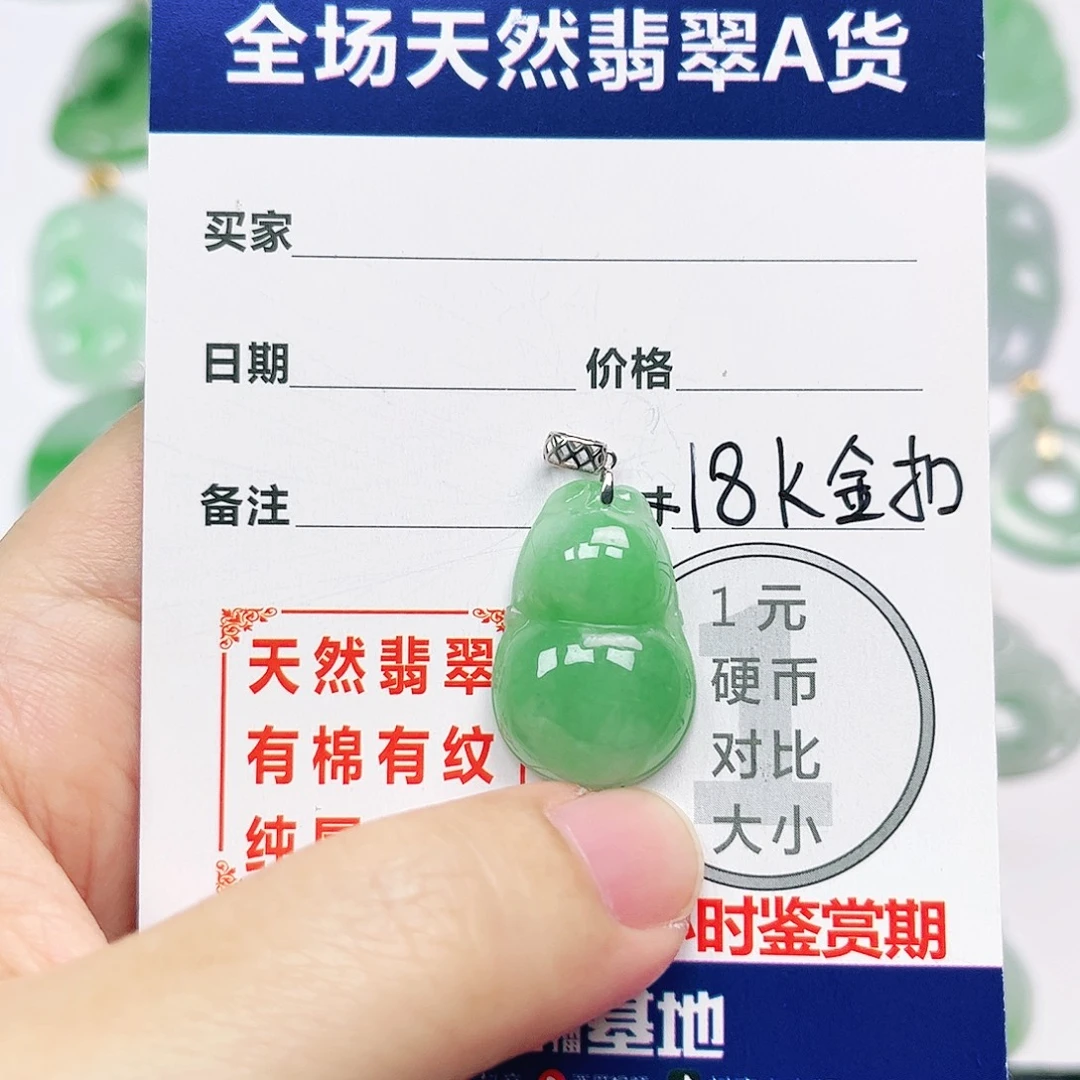 全场天然翡翠A货
买家
日期 价格
备注
18K金扣
天然翡翠
有棉有纹
纯
1元
硬币
对比
大小
时鉴赏期
基地